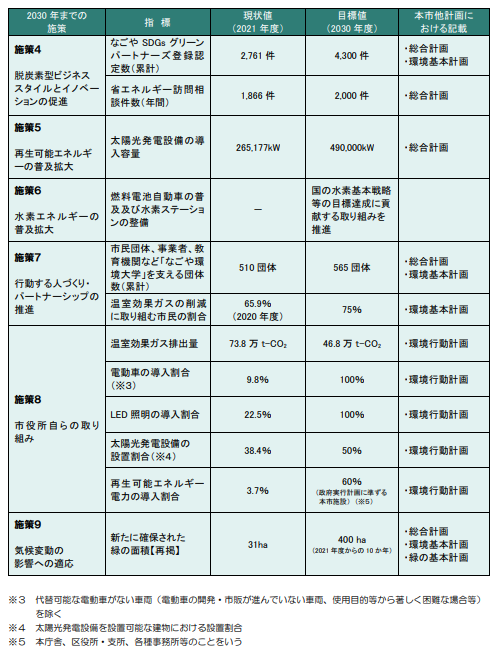 2030 年までの
施策
指 標
現状値
(2021 年度)
目標値
(2030 年度)
本市他計画に
おける記載
施策4
脱炭素型ビジネス
スタイルとイノベー
ションの促進
なごや SDGs グリーン
パートナーズ登録認
定数(累計)
2,761 件
4,300 件
・総合計画
・環境基本計画
省エネルギー訪問相
談件数(年間)
1,866 件
2,000 件
・総合計画
施策5
再生可能エネルギ
ーの普及拡大
太陽光発電設備の導
入容量
265,177kW
490,000kW
・総合計画
施策6
水素エネルギーの
普及拡大
燃料電池自動車の普
及及び水素ステーショ
ンの整備
―
国の水素基本戦略
等の目標達成に貢
献する取り組みを
推進
施策7
行動する人づくり・
パートナーシップの
推進
市民団体、事業者、教
育機関など「なごや環
境大学」を支える団体
数(累計)
510 団体
565 団体
・総合計画
・環境基本計画
温室効果ガスの削減
に取り組む市民の割合
65.9%
(2020 年度)
75%
・環境基本計画
施策8
市役所自らの取り
組み
温室効果ガス排出量
73.8 万 t-CO₂
46.8 万 t-CO₂
・環境行動計画
電動車の導入割合
(※3)
9.8%
100%
・環境行動計画
LED 照明の導入割合
22.5%
100%
・環境行動計画
太陽光発電設備の
設置割合(※4)
38.4%
50%
・環境行動計画
再生可能エネルギー
電力の導入割合
3.7%
60%
(政府実行計画に準ずる
本市施設)(※5)
・環境行動計画
施策9
気候変動の
影響への適応
新たに確保された
緑の面積【再掲】
31ha
400 ha
(2021 年度からの 10 か年)
・総合計画
・環境基本計画
・緑の基本計画
※3 代替可能な電動車がない車両(電動車の開発・市販が進んでいない車両、使用目的等から著しく困難な場合等)
を除く
※4 太陽光発電設備を設置可能な建物における設置割合
※5 本庁舎、区役所・支所、各種事務所等のことをいう